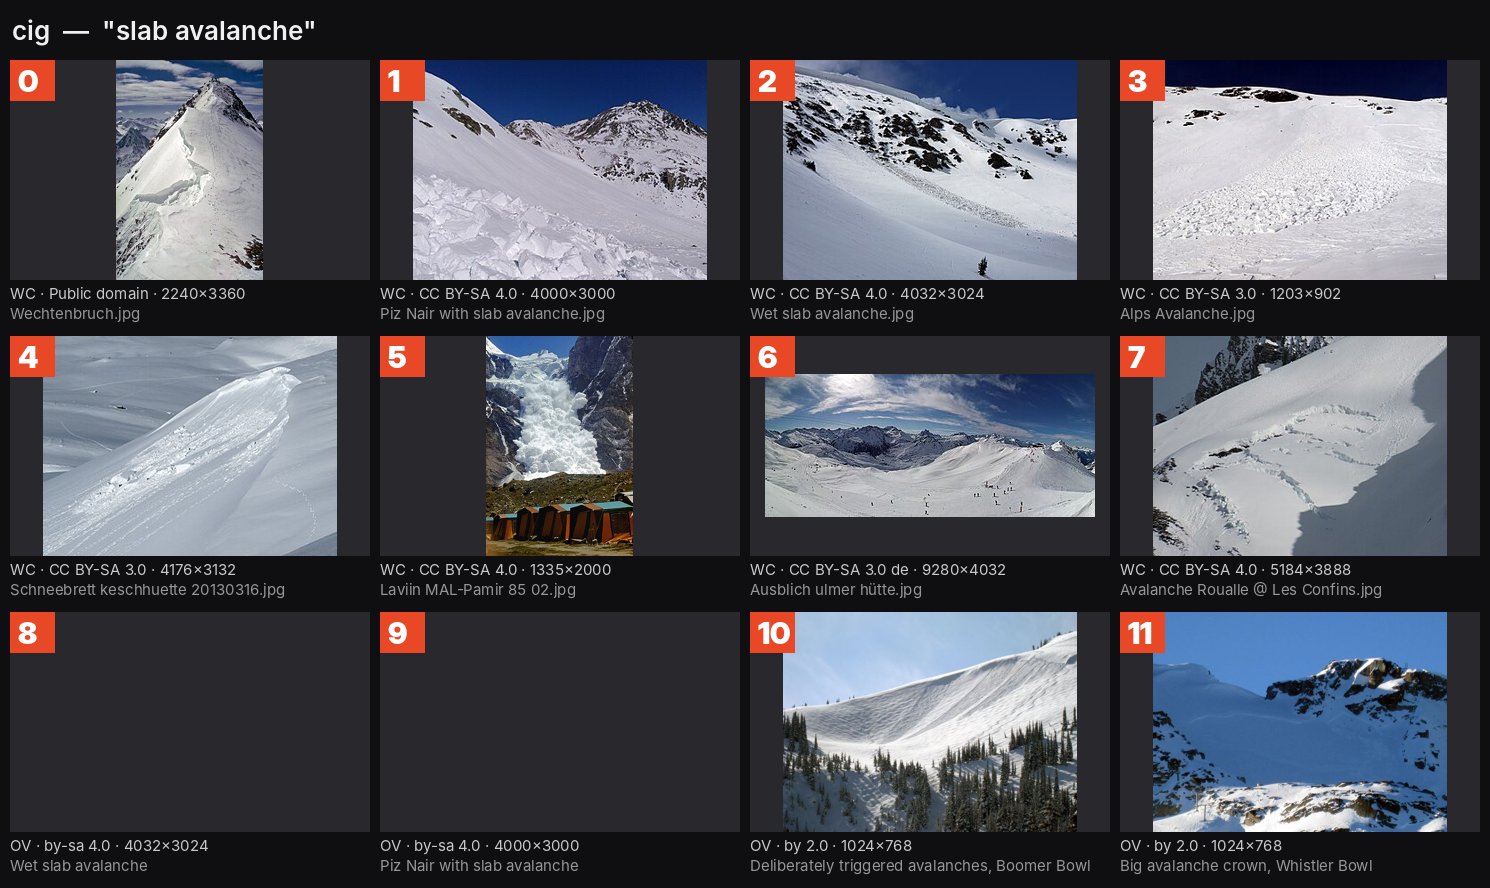 cig — "slab avalanche"
0
1
2
3
WC · Public domain · 2240×3360
Wechtenbruch.jpg
WC · CC BY-SA 4.0 · 4000×3000
Piz Nair with slab avalanche.jpg
WC · CC BY-SA 4.0 · 4032×3024
Wet slab avalanche.jpg
WC · CC BY-SA 3.0 · 1203×902
Alps Avalanche.jpg
4
5
6
7
WC · CC BY-SA 3.0 · 4176×3132
Schneebrett keschhuette 20130316.jpg
WC · CC BY-SA 4.0 · 1335×2000
Laviin MAL-Pamir 85 02.jpg
WC · CC BY-SA 3.0 de · 9280×4032
Ausblich ulmer hütte.jpg
WC · CC BY-SA 4.0 · 5184×3888
Avalanche Roualle @ Les Confins.jpg
8
9
10
11
OV · by-sa 4.0 · 4032×3024
Wet slab avalanche
OV · by-sa 4.0 · 4000×3000
Piz Nair with slab avalanche
OV · by 2.0 · 1024×768
Deliberately triggered avalanches, Boomer Bowl
OV · by 2.0 · 1024×768
Big avalanche crown, Whistler Bowl